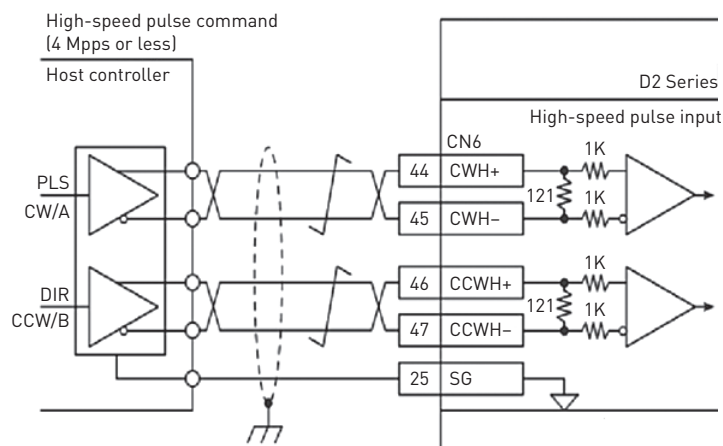 High-speed pulse command
(4 Mpps or less)
Host controller
D2 Series
High-speed pulse input
CN6
PLS
CW/A
44 CWH+
45 CWH–
121
1K
1K
DIR
CCW/B
46 CCWH+
47 CCWH–
121
1K
1K
25 SG